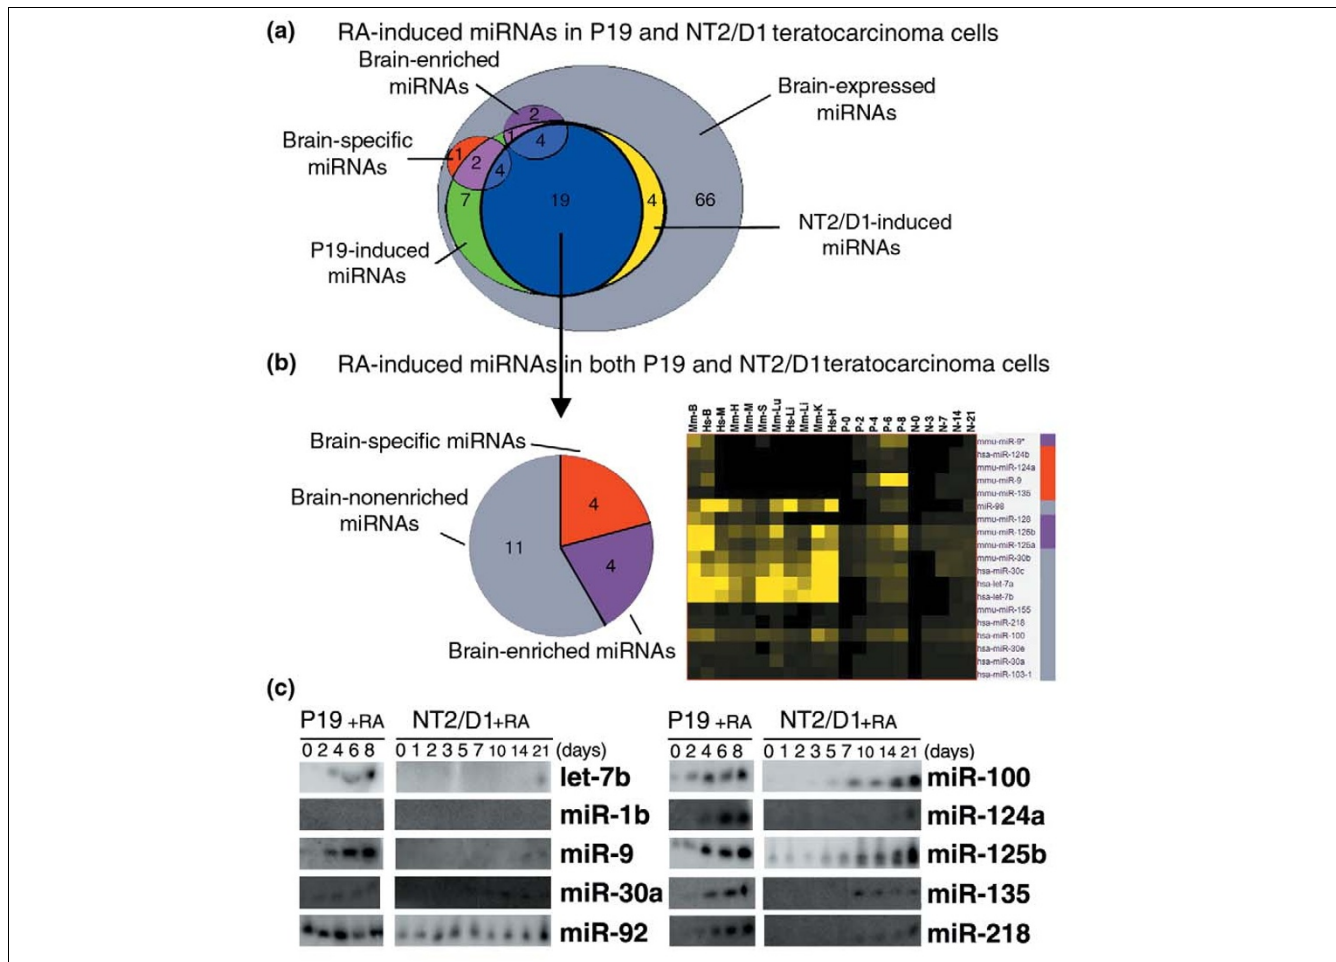 (a) RA-induced miRNAs in P19 and NT2/D1 teratocarcinoma cells
Brain-enriched
miRNAs
Brain-expressed
miRNAs
Brain-specific
miRNAs
2
1
4
1
2
4
7
19
4
66
NT2/D1-induced
miRNAs
P19-induced
miRNAs
(b) RA-induced miRNAs in both P19 and NT2/D1 teratocarcinoma cells
Brain-specific miRNAs
Brain-nonenriched
miRNAs
4
11
4
Brain-enriched miRNAs
Mm-B Hs-B Hs-M Mm-H Mm-M Mm-S Mm-Lu Hs-Li Mm-Li Mm-K Hs-H P-0 P-2 P-4 P-6 P-8 N-0 N-3 N-7 N-14 N-21
mmu-miR-9*
hsa-miR-124b
mmu-miR-124a
mmu-miR-9
mmu-miR-135
miR-98
mmu-miR-128
mmu-miR-125a
mmu-miR-30b
hsa-miR-30c
hsa-let-7a
hsa-let-7b
mmu-miR-155
hsa-miR-218
hsa-miR-100
hsa-miR-30e
hsa-miR-30a
hsa-miR-103-1
(c)
P19 +RA NT2/D1+RA
0 2 4 6 8 0 1 2 3 5 7 10 14 21 (days)
let-7b
miR-1b
miR-9
miR-30a
miR-92
P19 +RA NT2/D1+RA
0 2 4 6 8 0 1 2 3 5 7 10 14 21 (days)
miR-100
miR-124a
miR-125b
miR-135
miR-218